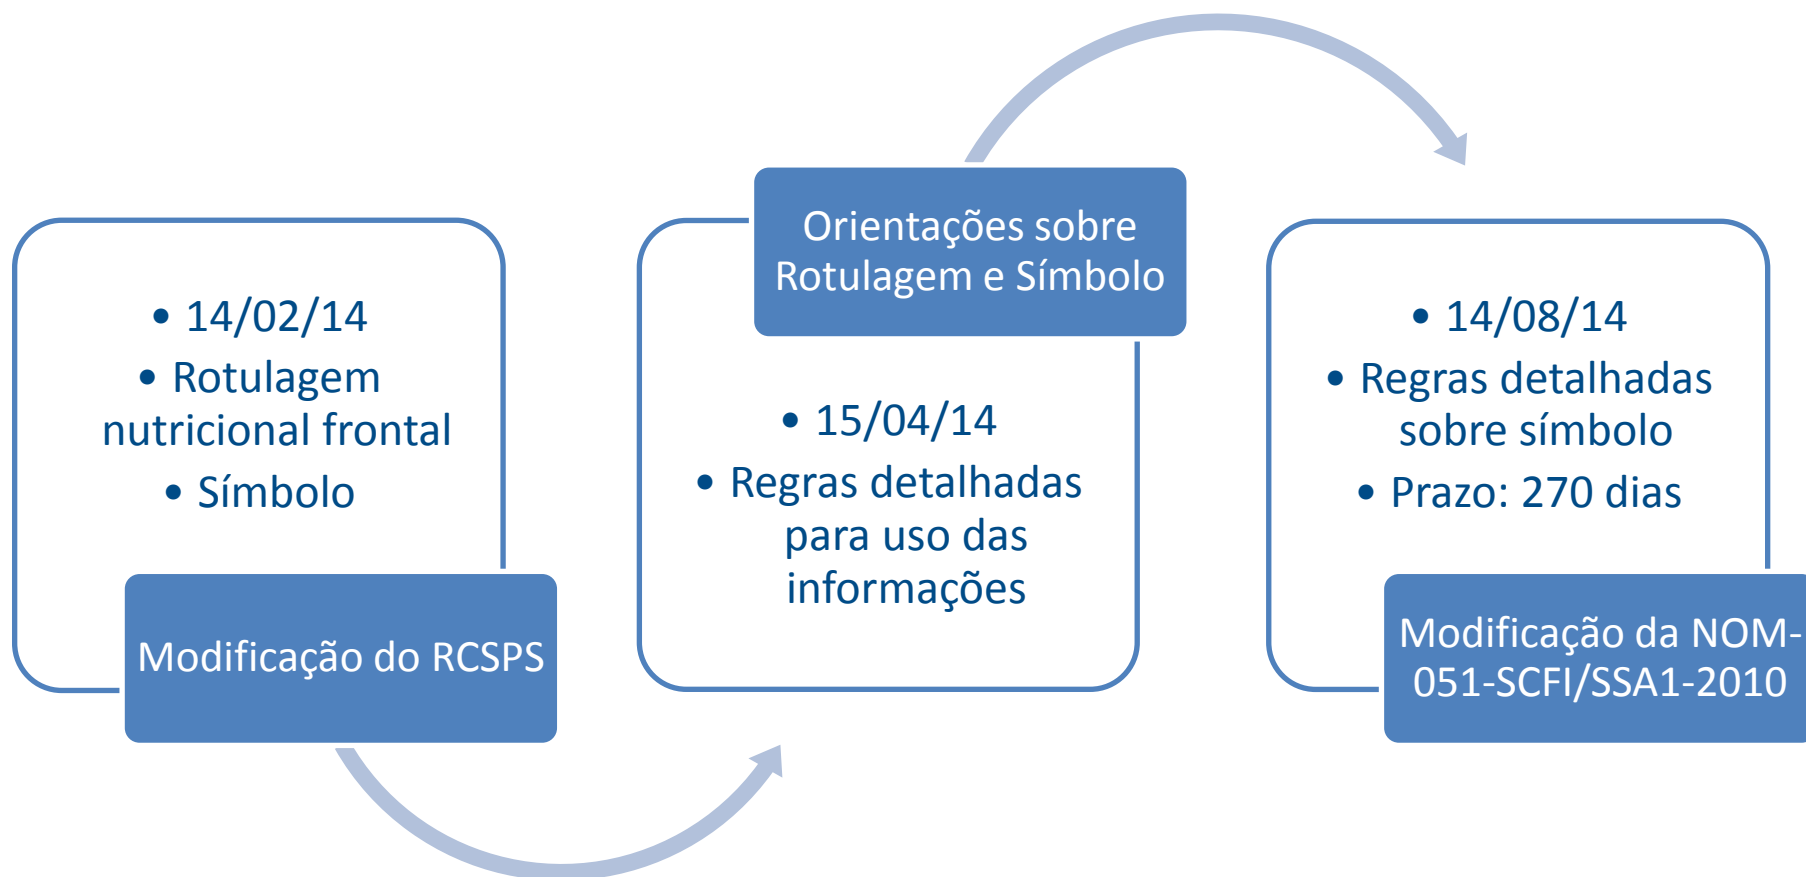 • 14/02/14
• Rotulagem
nutricional frontal
• Símbolo
Modificação do RCSPS
Orientações sobre
Rotulagem e Símbolo
• 15/04/14
• Regras detalhadas
para uso das
informações
• 14/08/14
• Regras detalhadas
sobre símbolo
• Prazo: 270 dias
Modificação da NOM-
051-SCFI/SSA1-2010